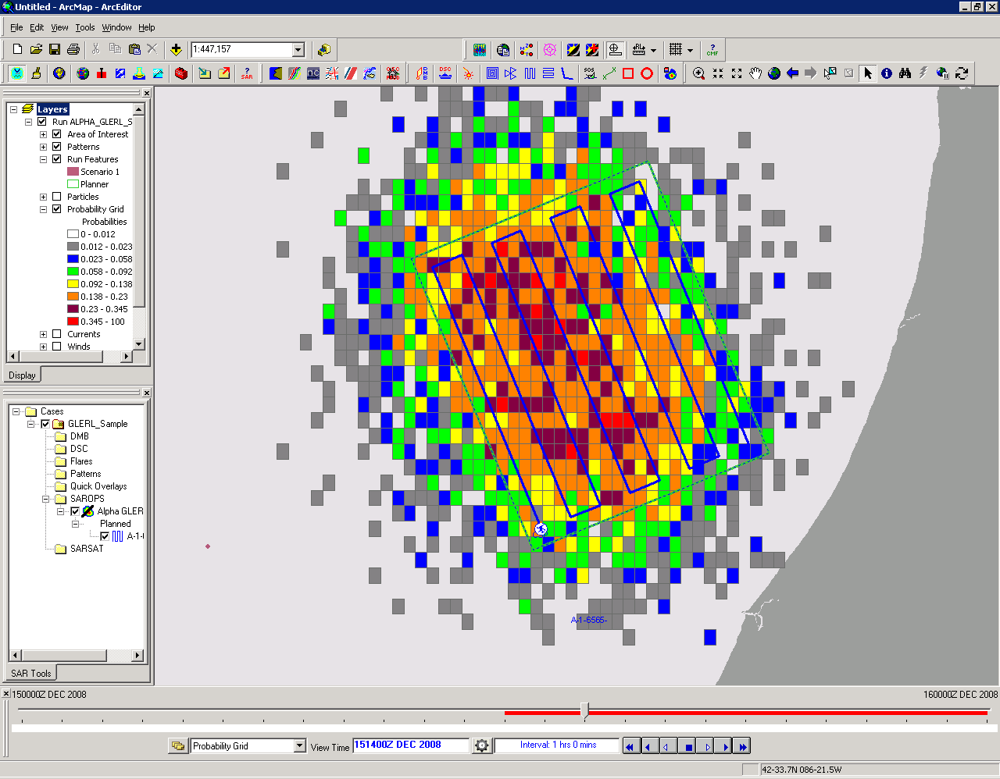 Untitled - ArcMap - ArcEditor
File Edit View Tools Window Help
1:447,157
Layers
Run ALPHA_GLERL_S
Area of Interest
Patterns
Run Features
Scenario 1
Planner
Particles
Probability Grid
Probabilities
0 - 0.012
0.012 - 0.023
0.023 - 0.058
0.058 - 0.092
0.092 - 0.138
0.138 - 0.23
0.23 - 0.345
0.345 - 100
Currents
Winds
Display
Cases
GLERL_Sample
DMB
DSC
Flares
Patterns
Quick Overlays
SAROPS
Alpha GLER
Planned
A-1-
SARSAT
SAR Tools
A-1-6565-
150000Z DEC 2008
160000Z DEC 2008
Probability Grid
View Time
151400Z DEC 2008
Interval: 1 hrs 0 mins
42-33.7N 086-21.5W